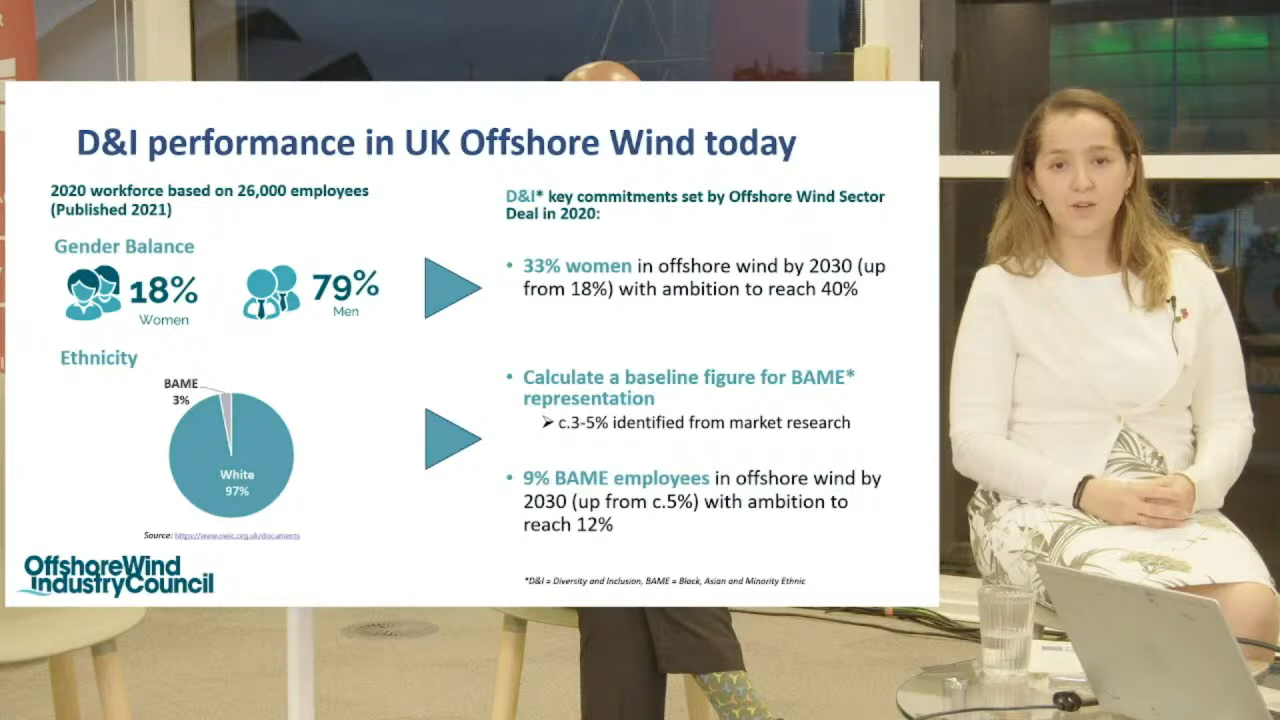 D&I performance in UK Offshore Wind today
2020 workforce based on 26,000 employees
(Published 2021)
Gender Balance
18%
Women
79%
Men
Ethnicity
BAME
3%
White
97%
Source: https://www.owic.org.uk/documents
OffshoreWind
IndustryCouncil
D&I* key commitments set by Offshore Wind Sector
Deal in 2020:
• 33% women in offshore wind by 2030 (up
from 18%) with ambition to reach 40%
• Calculate a baseline figure for BAME*
representation
➢ c.3-5% identified from market research
• 9% BAME employees in offshore wind by
2030 (up from c.5%) with ambition to
reach 12%
*D&I = Diversity and Inclusion, BAME = Black, Asian and Minority Ethnic